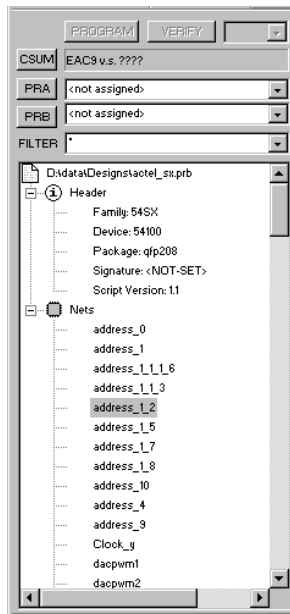 PROGRAM VERIFY
CSUM EAC9 v.s. ????
PRA <not assigned>
PRB <not assigned>
FILTER *
D:\data\Designs\actel_sx.prb
Header
Family: 54SX
Device: 54100
Package: qfp208
Signature: <NOT-SET>
Script Version: 1.1
Nets
address_0
address_1
address_1_1_1_6
address_1_1_3
address_1_2
address_1_5
address_1_7
address_1_8
address_10
address_4
address_9
Clock_y
dacpwm1
dacpwm2